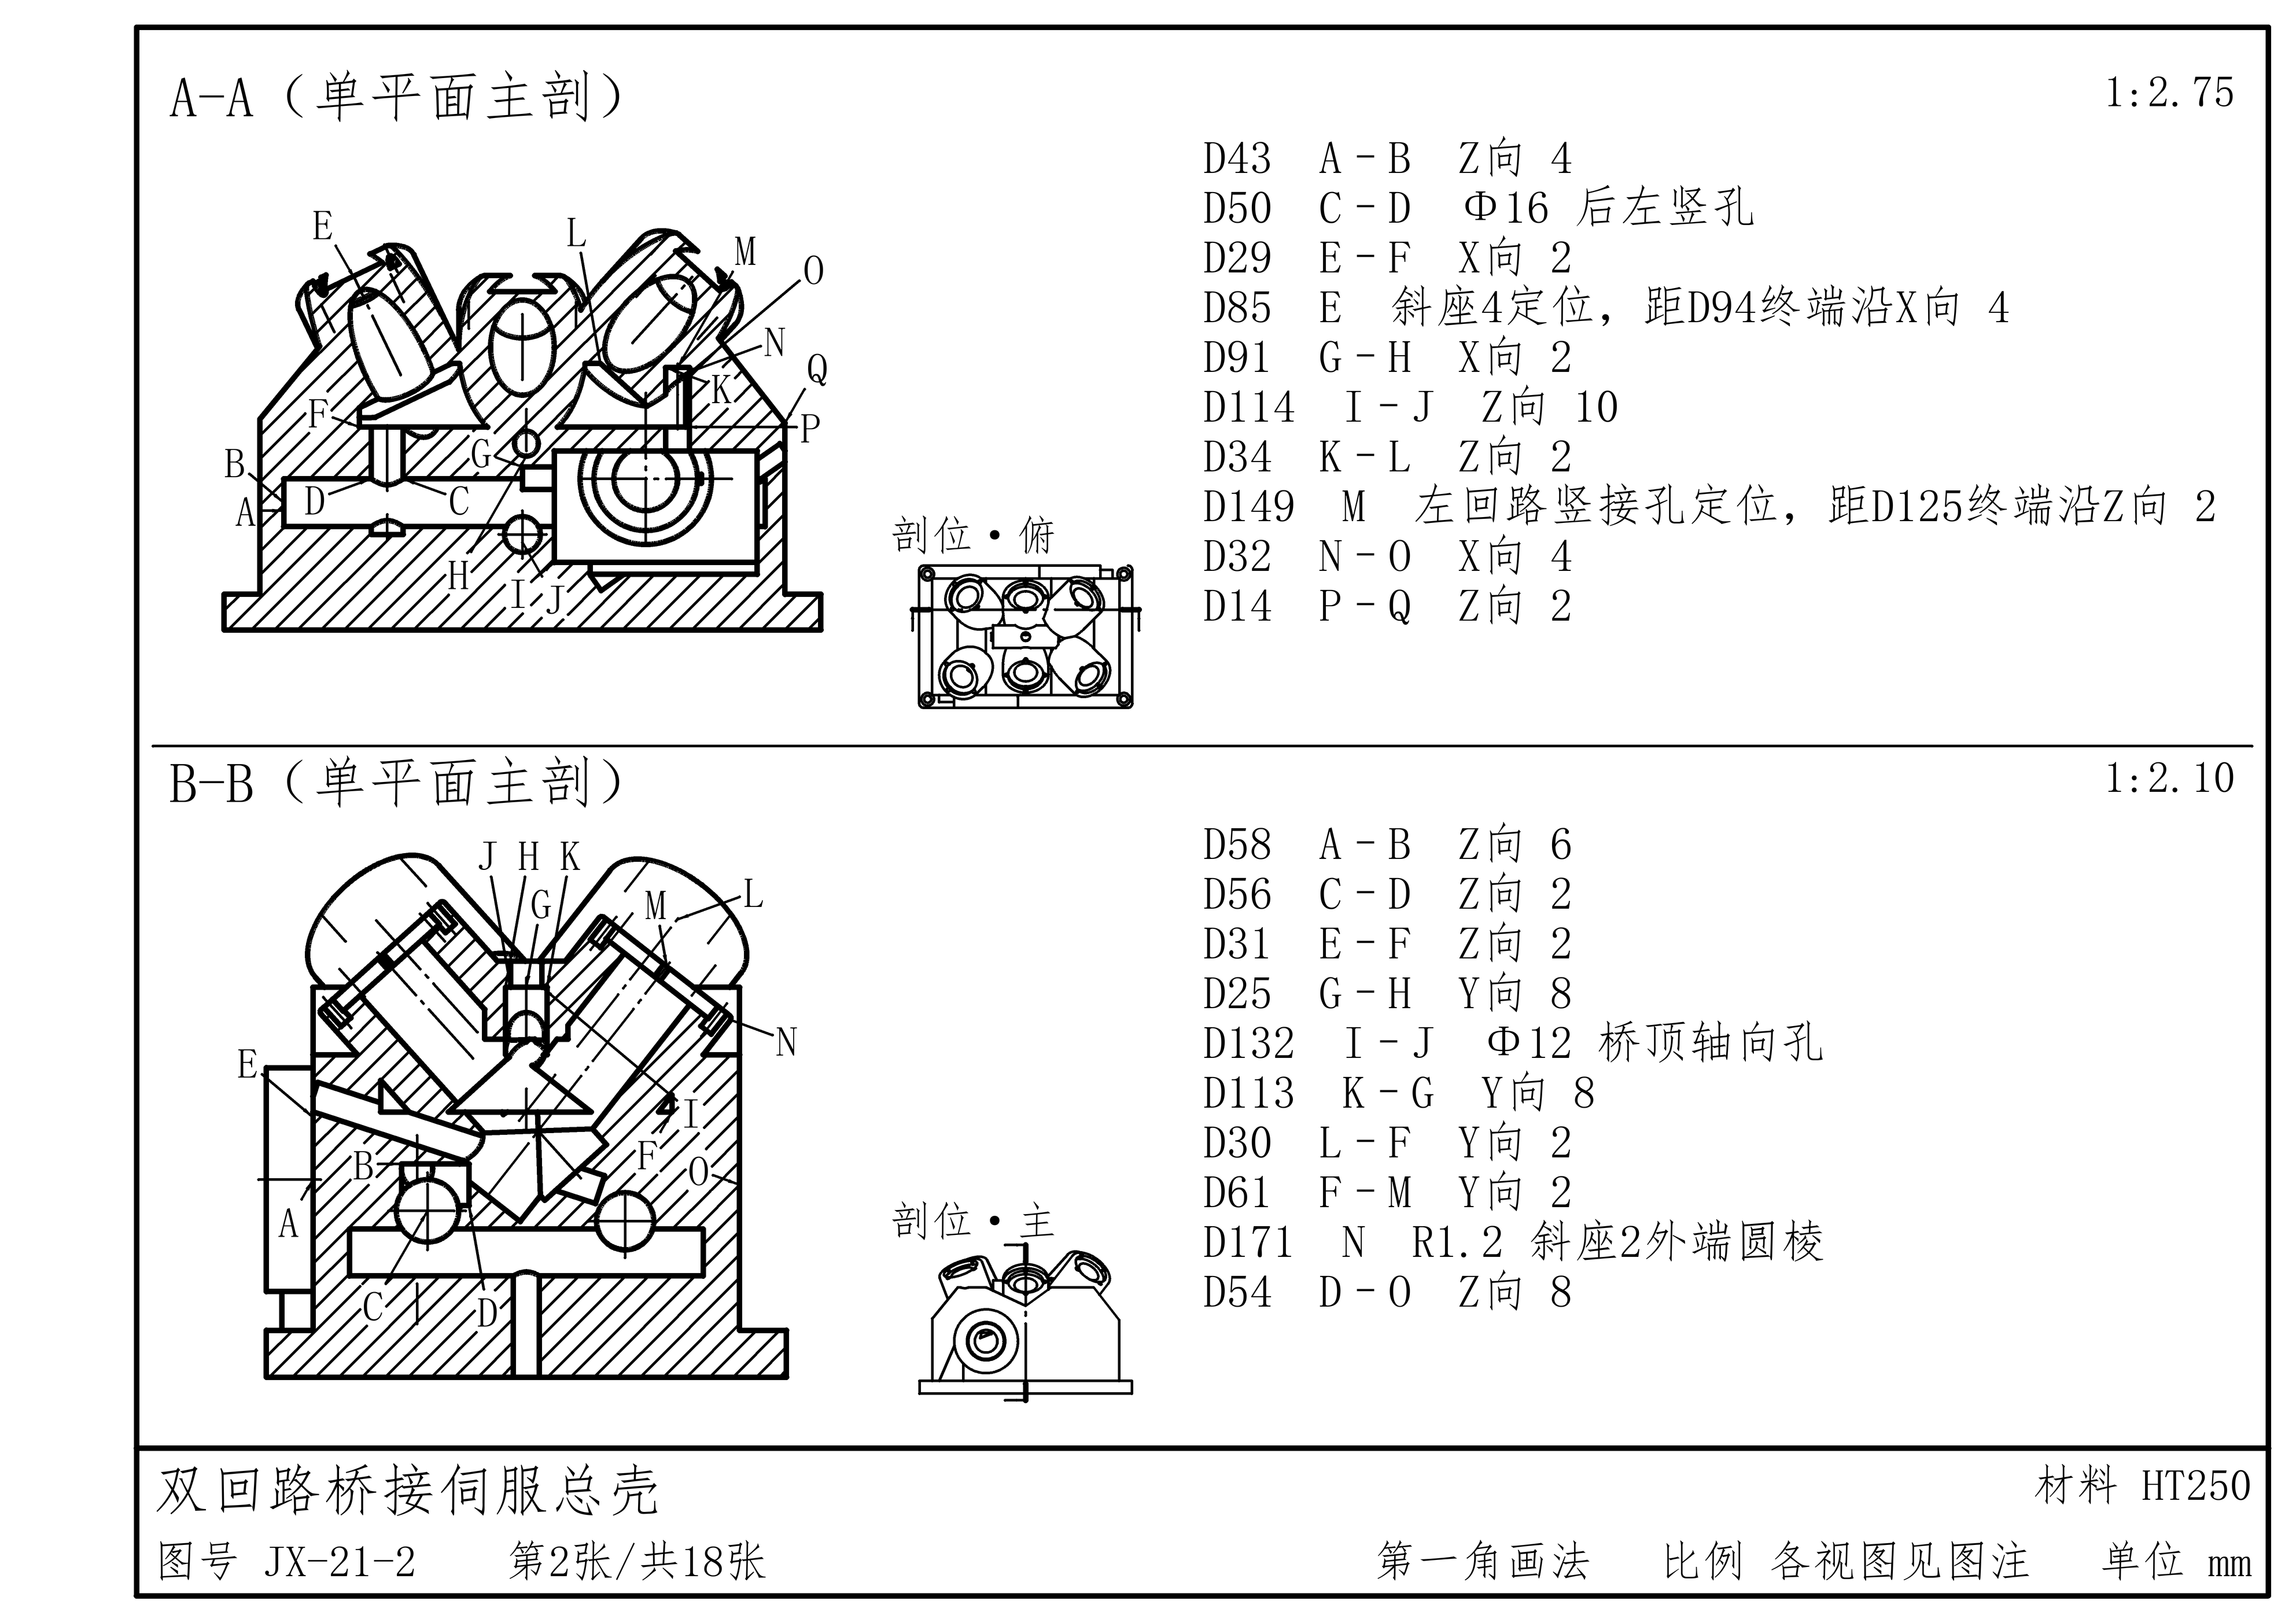 A-A（单平面主剖）
1:2.75
D43 A-B Z向 4
D50 C-D Φ16 后左竖孔
D29 E-F X向 2
D85 E 斜座4定位，距D94终端沿X向 4
D91 G-H X向 2
D114 I-J Z向 10
D34 K-L Z向 2
D149 M 左回路竖接孔定位，距D125终端沿Z向 2
D32 N-O X向 4
D14 P-Q Z向 2
E
L
M
O
N
Q
K
F
P
G
B
D
C
A
H
I
J
剖位·俯
B-B（单平面主剖）
1:2.10
D58 A-B Z向 6
D56 C-D Z向 2
D31 E-F Z向 2
D25 G-H Y向 8
D132 I-J Φ12 桥顶轴向孔
D113 K-G Y向 8
D30 L-F Y向 2
D61 F-M Y向 2
D171 N R1.2 斜座2外端圆棱
D54 D-O Z向 8
J
H
K
G
M
L
N
E
I
F
B
O
A
C
D
剖位·主
双回路桥接伺服总壳
材料 HT250
图号 JX-21-2 第2张/共18张 第一角画法 比例 各视图见图注 单位 mm